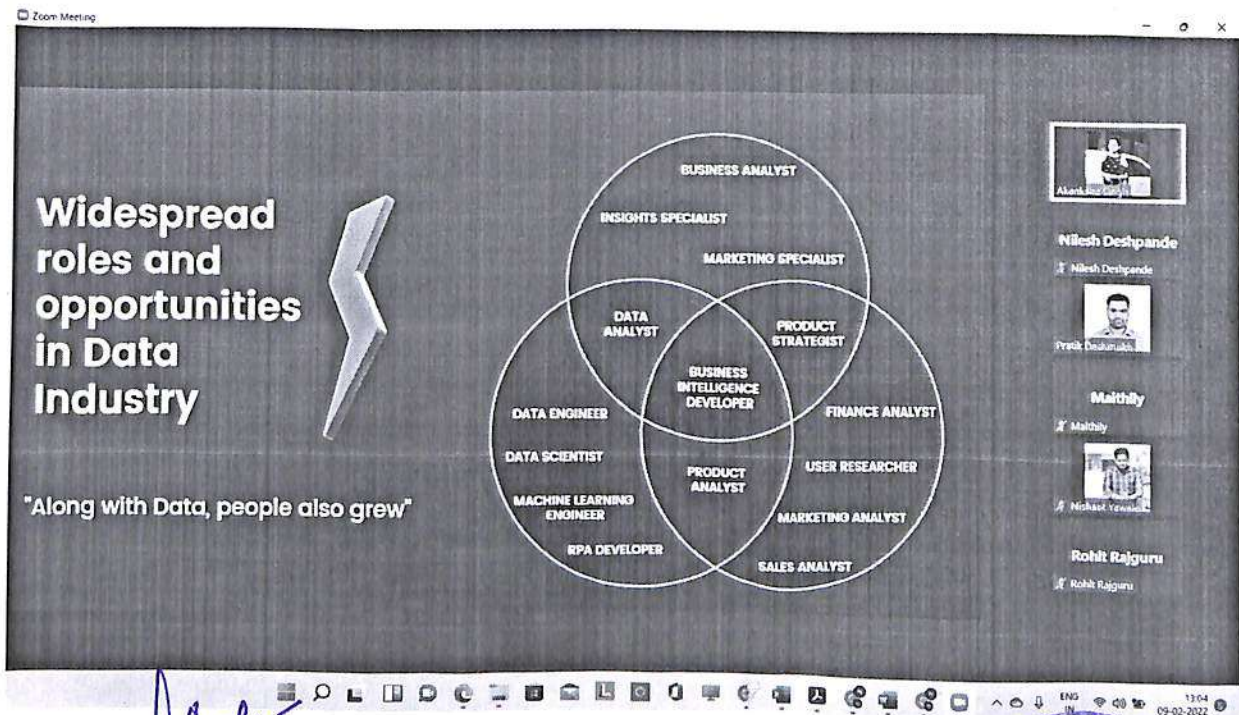 Zoom Meeting
Widespread
roles and
opportunities
in Data
Industry
"Along with Data, people also grew"
BUSINESS ANALYST
INSIGHTS SPECIALIST
MARKETING SPECIALIST
DATA
ANALYST
PRODUCT
STRATEGIST
BUSINESS
INTELLIGENCE
DEVELOPER
DATA ENGINEER
FINANCE ANALYST
DATA SCIENTIST
USER RESEARCHER
PRODUCT
ANALYST
MACHINE LEARNING
ENGINEER
MARKETING ANALYST
RPA DEVELOPER
SALES ANALYST
Nilesh Deshpande
Nilesh Deshpande
Pratik Deshmukh
Maithily
Maithily
Rohit Rajguru
Rohit Rajguru
ENG
IN
13:04
09-02-2022